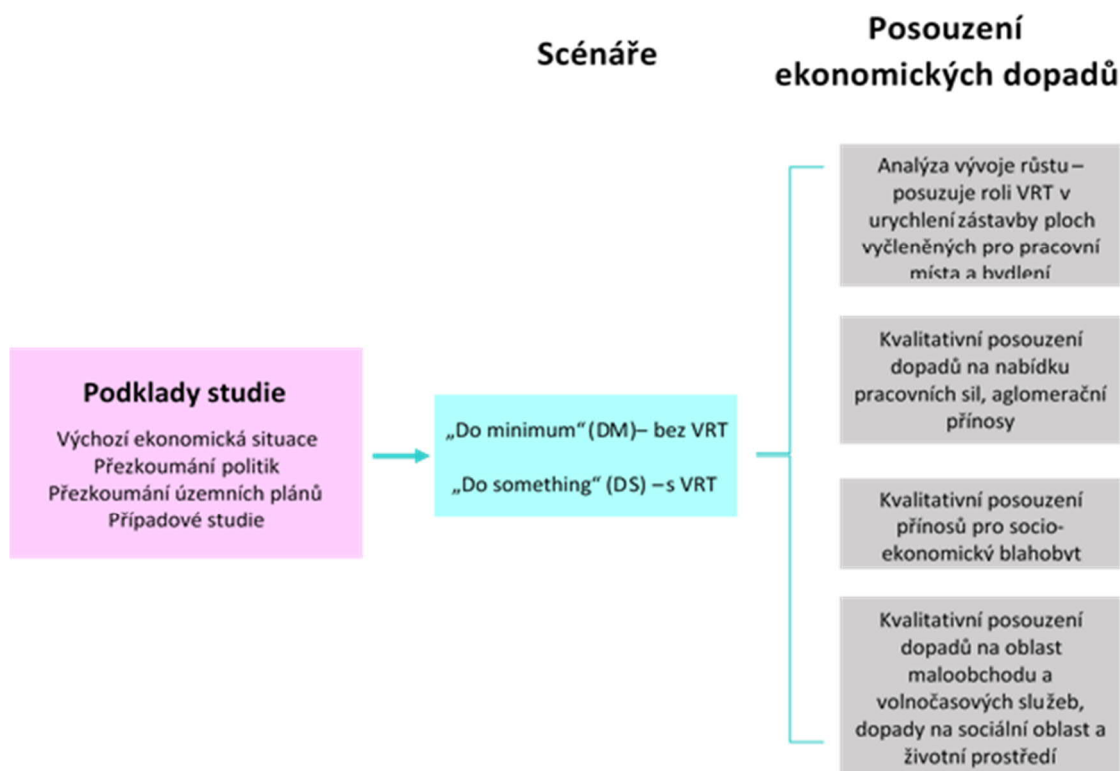 Scénáře
Posouzení
ekonomických dopadů
Podklady studie
Výchozí ekonomická situace
Přezkoumání politik
Přezkoumání územních plánů
Případové studie
„Do minimum“ (DM)– bez VRT
„Do something“ (DS) –s VRT
Analýza vývoje růstu –
posuzuje roli VRT v
urychlení zástavby ploch
vyčleněných pro pracovní
místa a bydlení
Kvalitativní posouzení
dopadů na nabídku
pracovních sil, aglomerační
přínosy
Kvalitativní posouzení
přínosů pro socio-
ekonomický blahobyt
Kvalitativní posouzení
dopadů na oblast
maloobchodu a
volnočasových služeb,
dopady na sociální oblast a
životní prostředí